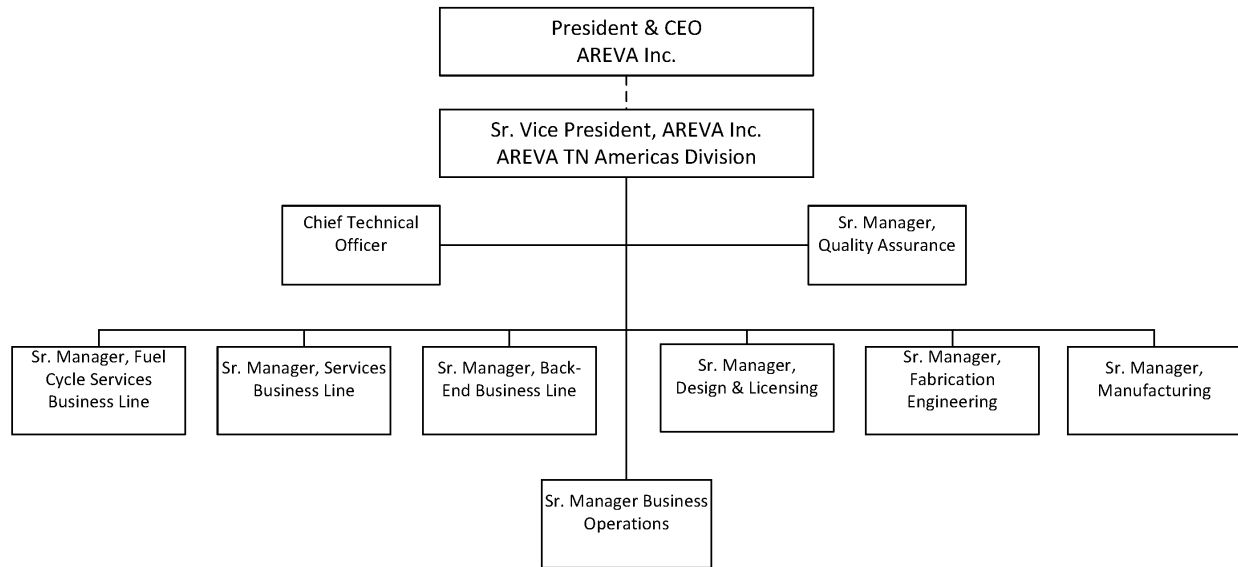 President & CEO
AREVA Inc.
Sr. Vice President, AREVA Inc.
AREVA TN Americas Division
Chief Technical
Officer
Sr. Manager,
Quality Assurance
Sr. Manager, Fuel
Cycle Services
Business Line
Sr. Manager, Services
Business Line
Sr. Manager, Back-
End Business Line
Sr. Manager,
Design & Licensing
Sr. Manager,
Fabrication
Engineering
Sr. Manager,
Manufacturing
Sr. Manager Business
Operations